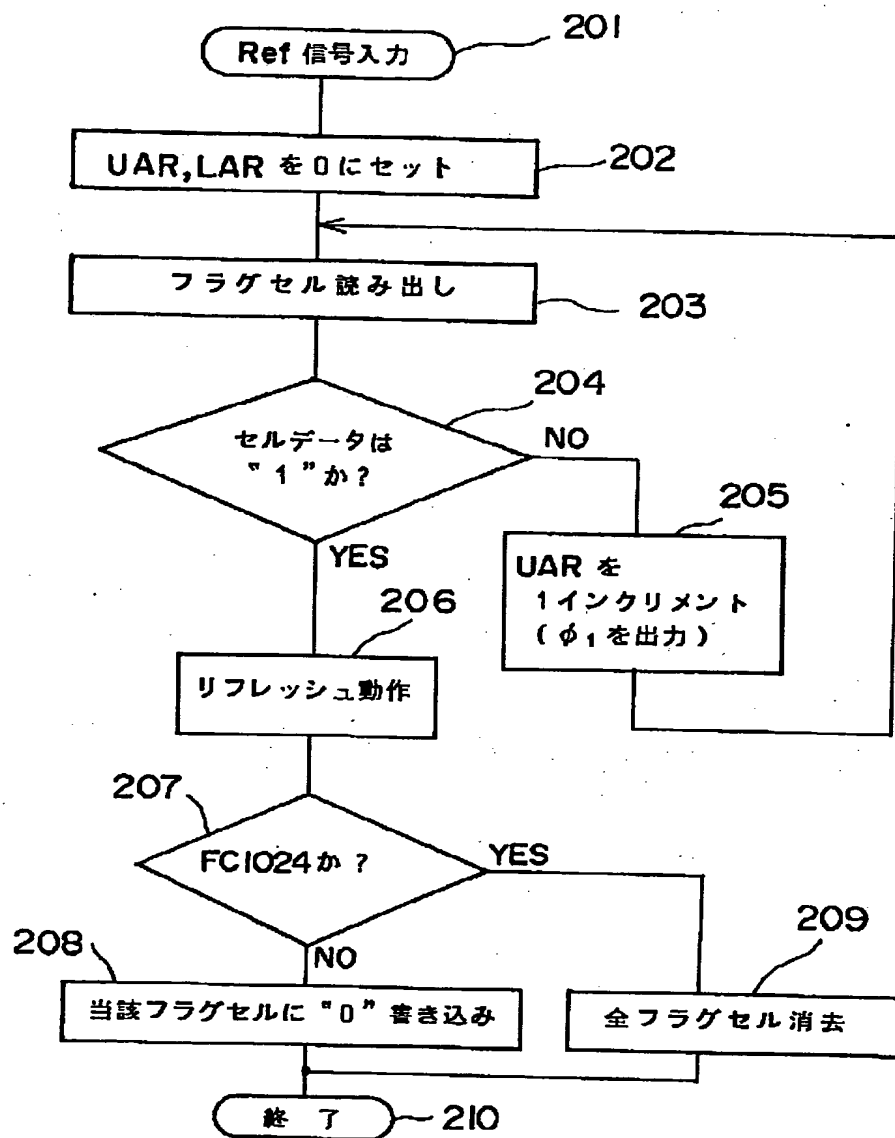 201
Ref 信号入力
UAR,LAR を 0 にセット
202
フラグセル読み出し
203
204
セルデータは
"1"か?
NO
YES
205
UAR を
1インクリメント
(φ1を出力)
206
リフレッシュ動作
207
FC1024か?
YES
NO
208
当該フラグセルに "0" 書き込み
209
全フラグセル消去
終了
210